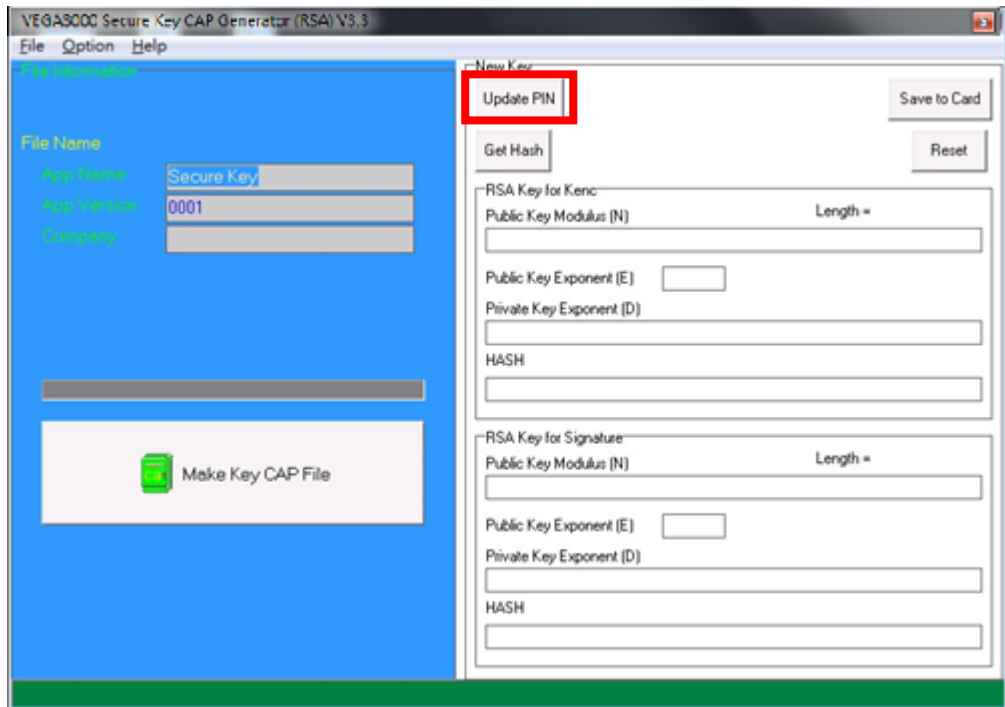 VEGA3000 Secure Key CAP Generator (RSA) V3.3
File Option Help
File Information
File Name
App Name Secure Key
App Version 0001
Company
Make Key CAP File
New Key
Update PIN
Save to Card
Get Hash
Reset
RSA Key for Kenc
Public Key Modulus (N) Length =
Public Key Exponent (E)
Private Key Exponent (D)
HASH
RSA Key for Signature
Public Key Modulus (N) Length =
Public Key Exponent (E)
Private Key Exponent (D)
HASH